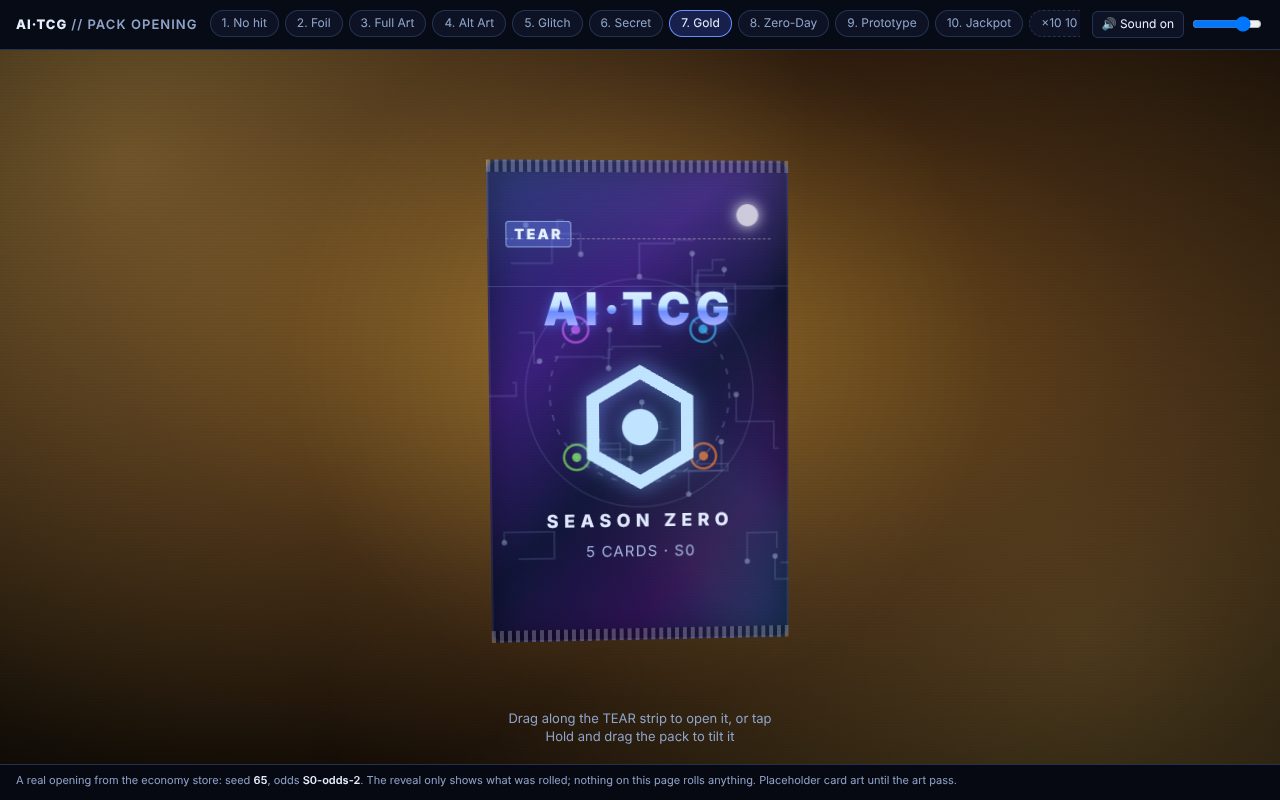 AI·TCG // PACK OPENING
1. No hit
2. Foil
3. Full Art
4. Alt Art
5. Glitch
6. Secret
7. Gold
8. Zero-Day
9. Prototype
10. Jackpot
×10 10
🔊 Sound on
TEAR
AI·TCG
SEASON ZERO
5 CARDS · S0
Drag along the TEAR strip to open it, or tap
Hold and drag the pack to tilt it
A real opening from the economy store: seed 65, odds S0-odds-2. The reveal only shows what was rolled; nothing on this page rolls anything. Placeholder card art until the art pass.